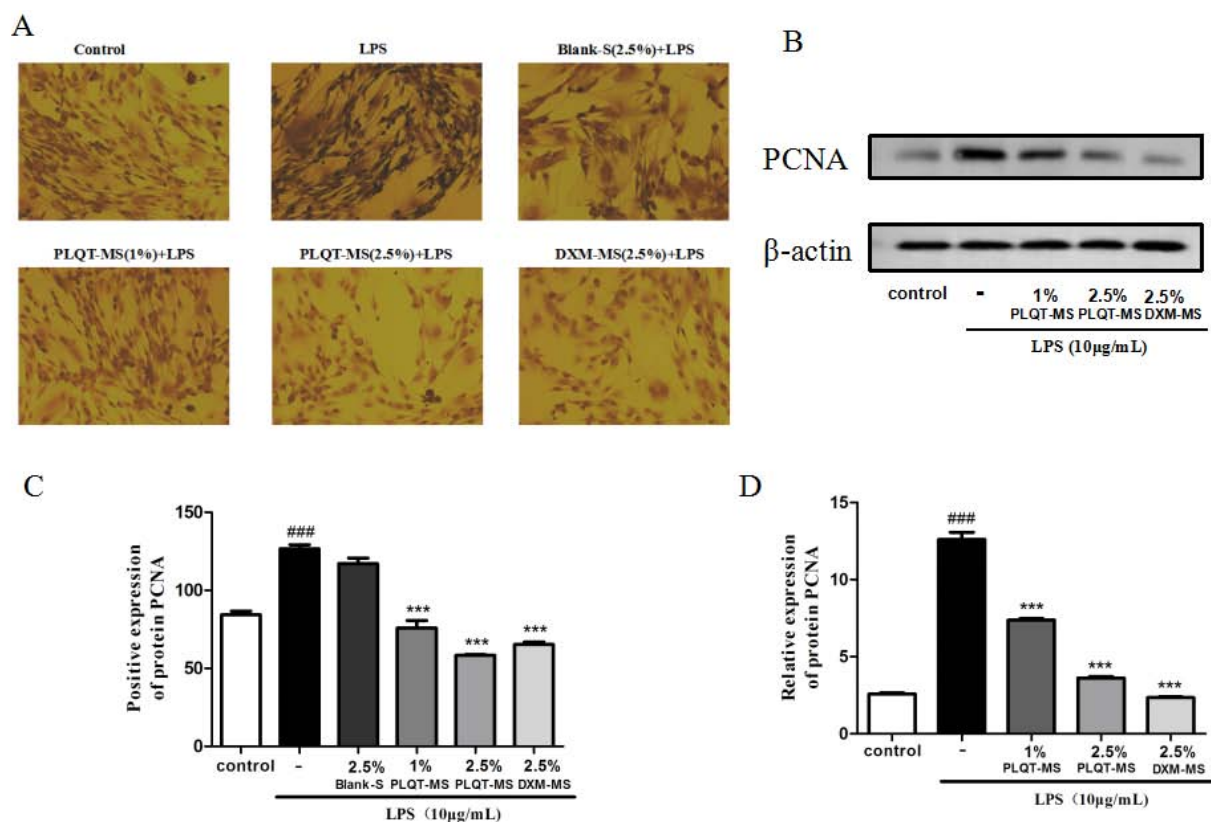 A
Control
LPS
Blank-S(2.5%)+LPS
PLQT-MS(1%)+LPS
PLQT-MS(2.5%)+LPS
DXM-MS(2.5%)+LPS
B
PCNA
β-actin
control
-
1%
PLQT-MS
2.5%
PLQT-MS
2.5%
DXM-MS
LPS (10μg/mL)
C
Positive expression
of protein PCNA
150
100
50
0
###
***
***
***
control
-
2.5%
Blank-S
1%
PLQT-MS
2.5%
PLQT-MS
2.5%
DXM-MS
LPS（10μg/mL)
D
Relative expression
of protein PCNA
15
10
5
0
###
***
***
***
control
-
1%
PLQT-MS
2.5%
PLQT-MS
2.5%
DXM-MS
LPS（10μg/mL)